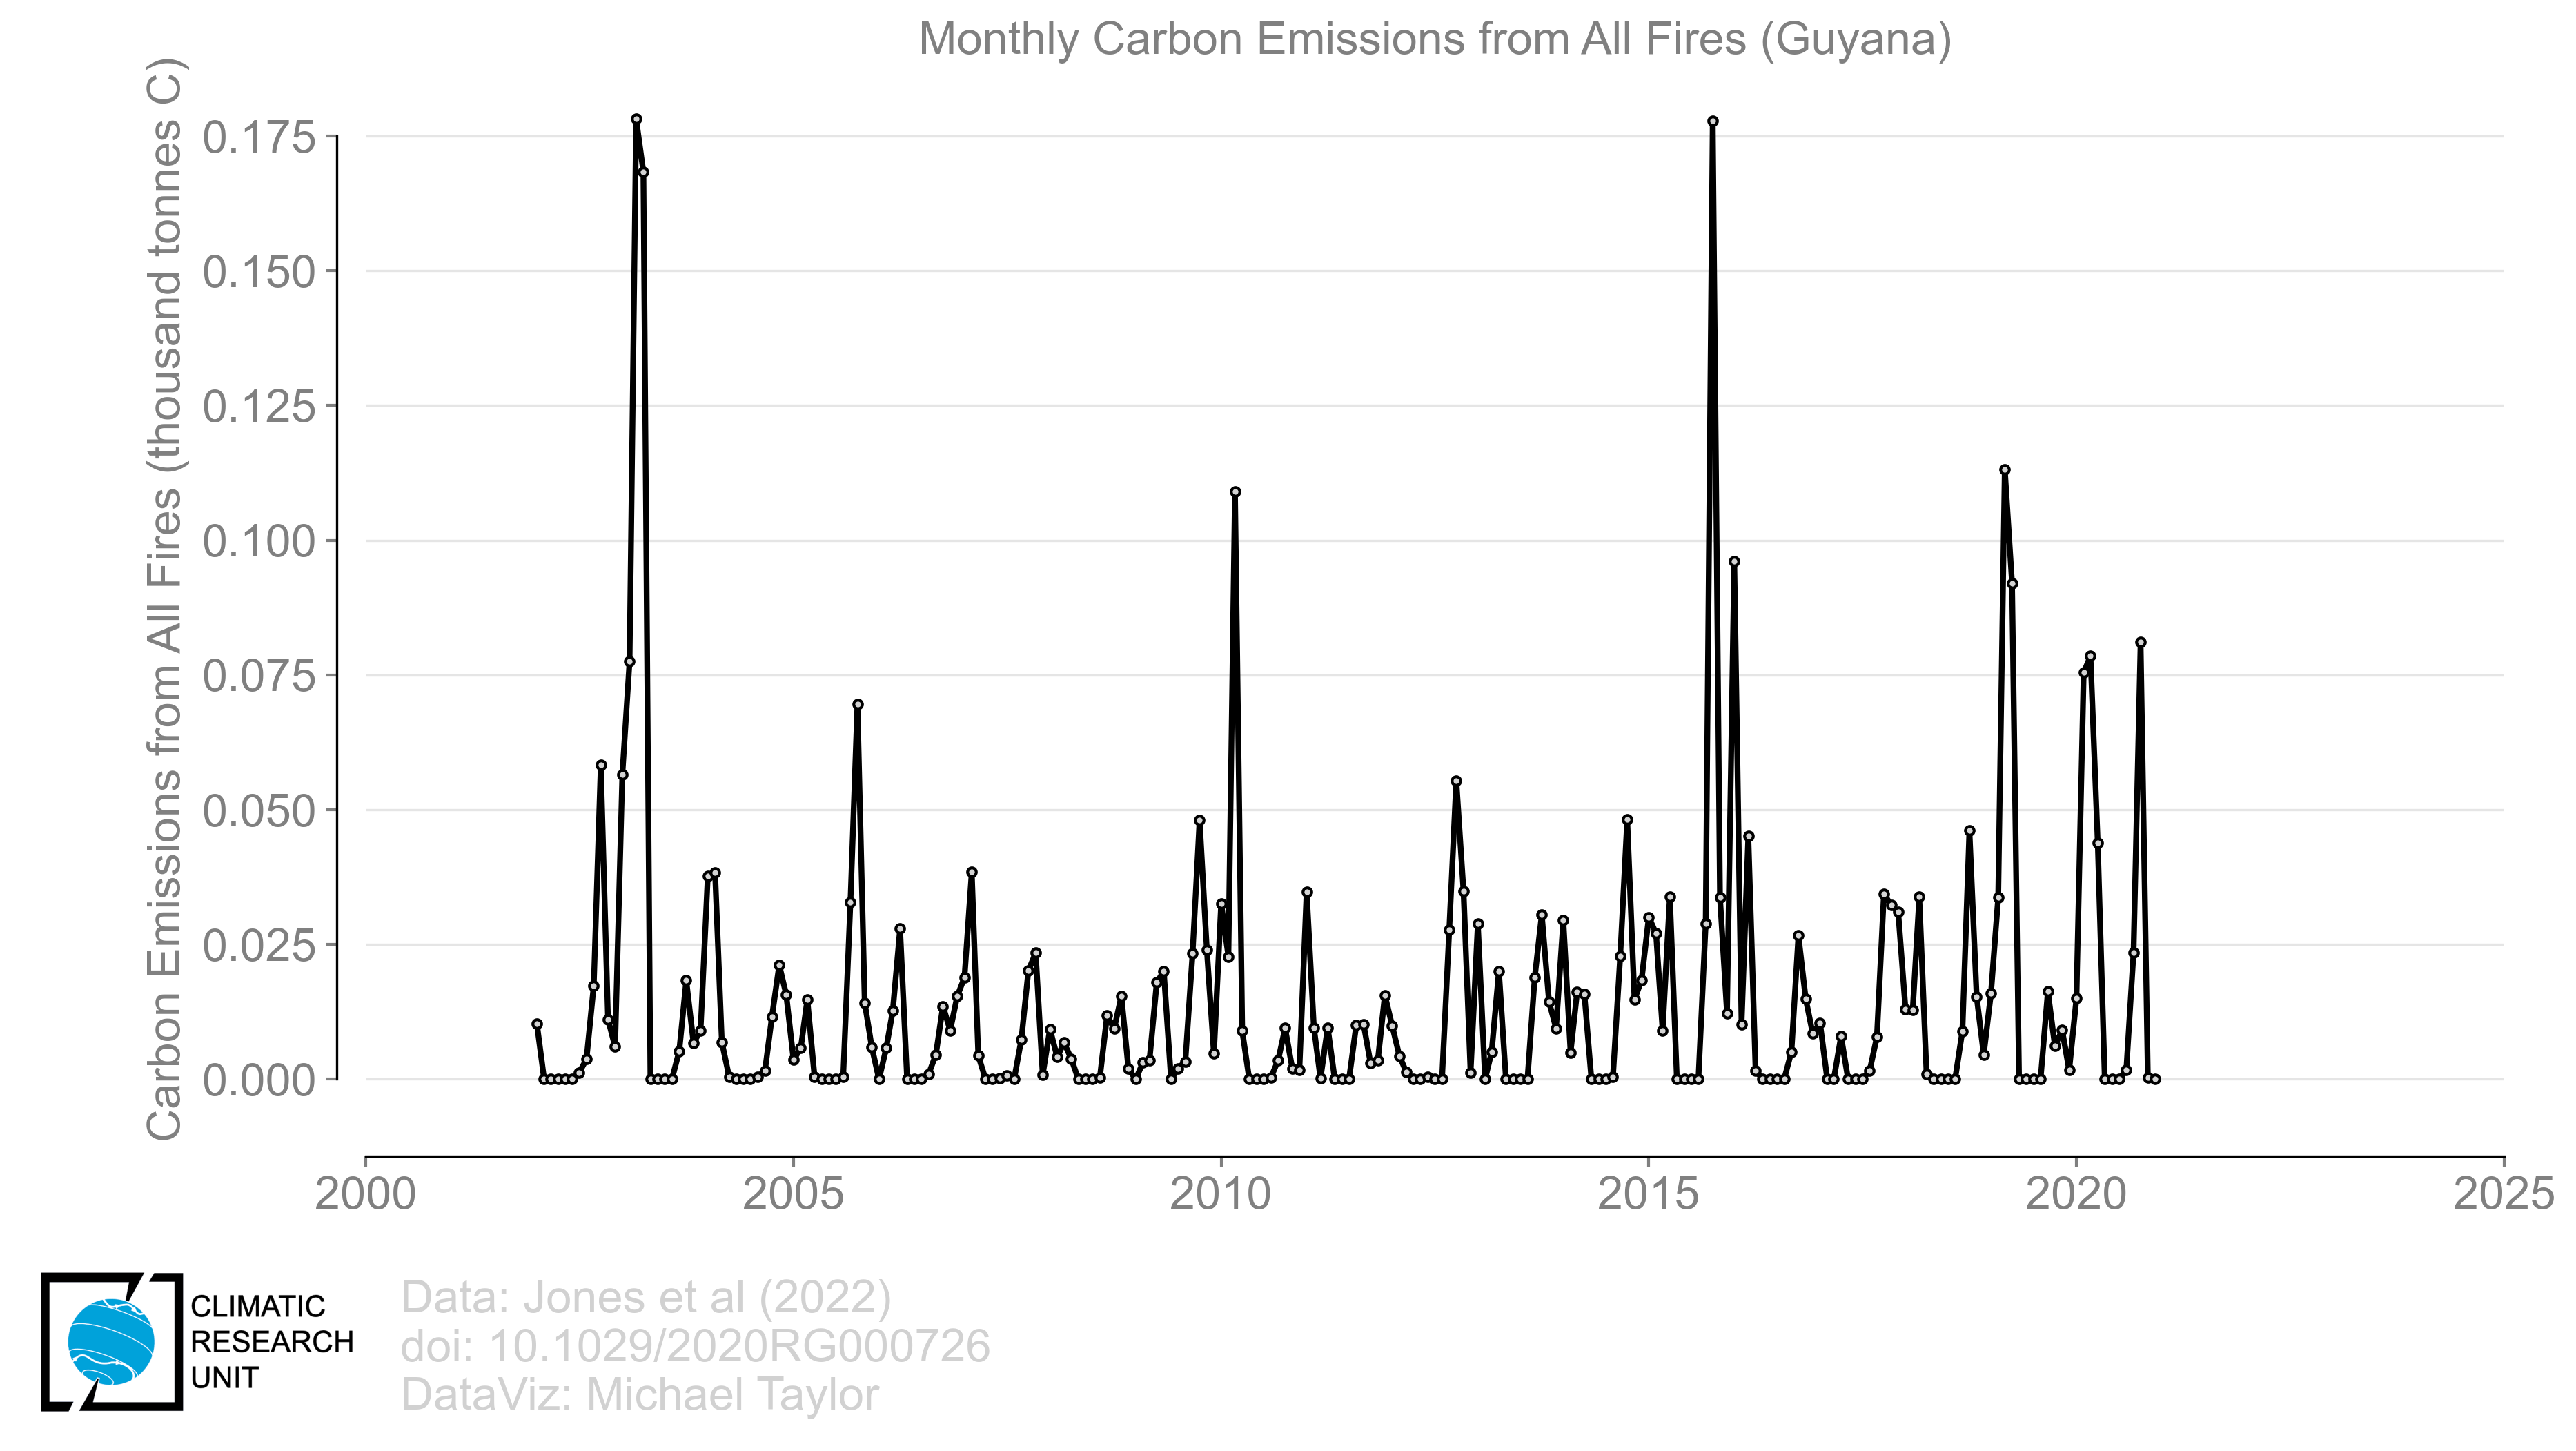 Monthly Carbon Emissions from All Fires (Guyana)
Carbon Emissions from All Fires (thousand tonnes C)
0.175
0.150
0.125
0.100
0.075
0.050
0.025
0.000
2000 2005 2010 2015 2020 2025
CLIMATIC
RESEARCH
UNIT
Data: Jones et al (2022)
doi: 10.1029/2020RG000726
DataViz: Michael Taylor